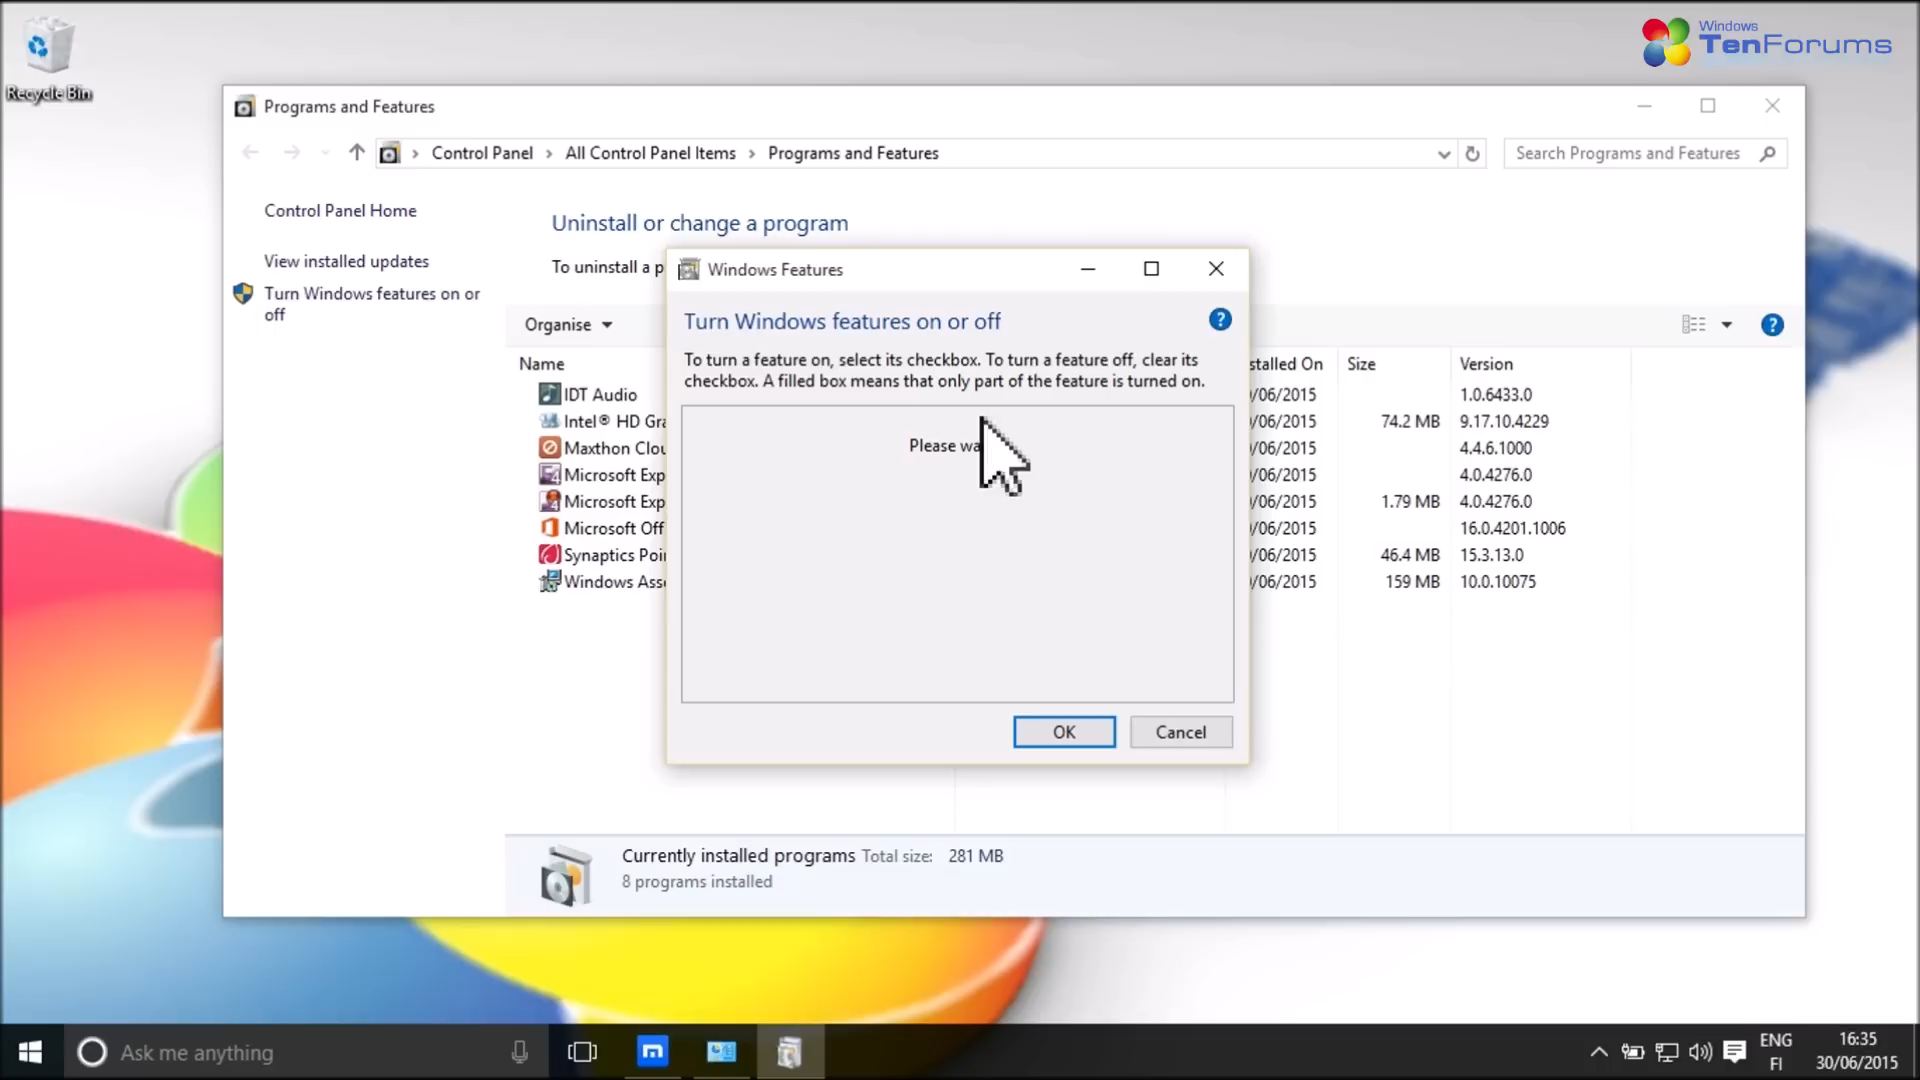 Recycle Bin
Windows
TenForums
Programs and Features
Control Panel
All Control Panel Items
Programs and Features
Search Programs and Features
Control Panel Home
View installed updates
Turn Windows features on or
off
Uninstall or change a program
To uninstall a p
Organise
Windows Features
Turn Windows features on or off
To turn a feature on, select its checkbox. To turn a feature off, clear its
checkbox. A filled box means that only part of the feature is turned on.
Please wa
OK
Cancel
Name
stalled On
Size
Version
IDT Audio
/06/2015
1.0.6433.0
Intel® HD Gra
/06/2015
74.2 MB
9.17.10.4229
Maxthon Clou
/06/2015
4.4.6.1000
Microsoft Exp
/06/2015
4.0.4276.0
Microsoft Exp
/06/2015
1.79 MB
4.0.4276.0
Microsoft Off
/06/2015
16.0.4201.1006
Synaptics Poi
/06/2015
46.4 MB
15.3.13.0
Windows Asse
/06/2015
159 MB
10.0.10075
Currently installed programs Total size: 281 MB
8 programs installed
Ask me anything
ENG
FI
16:35
30/06/2015